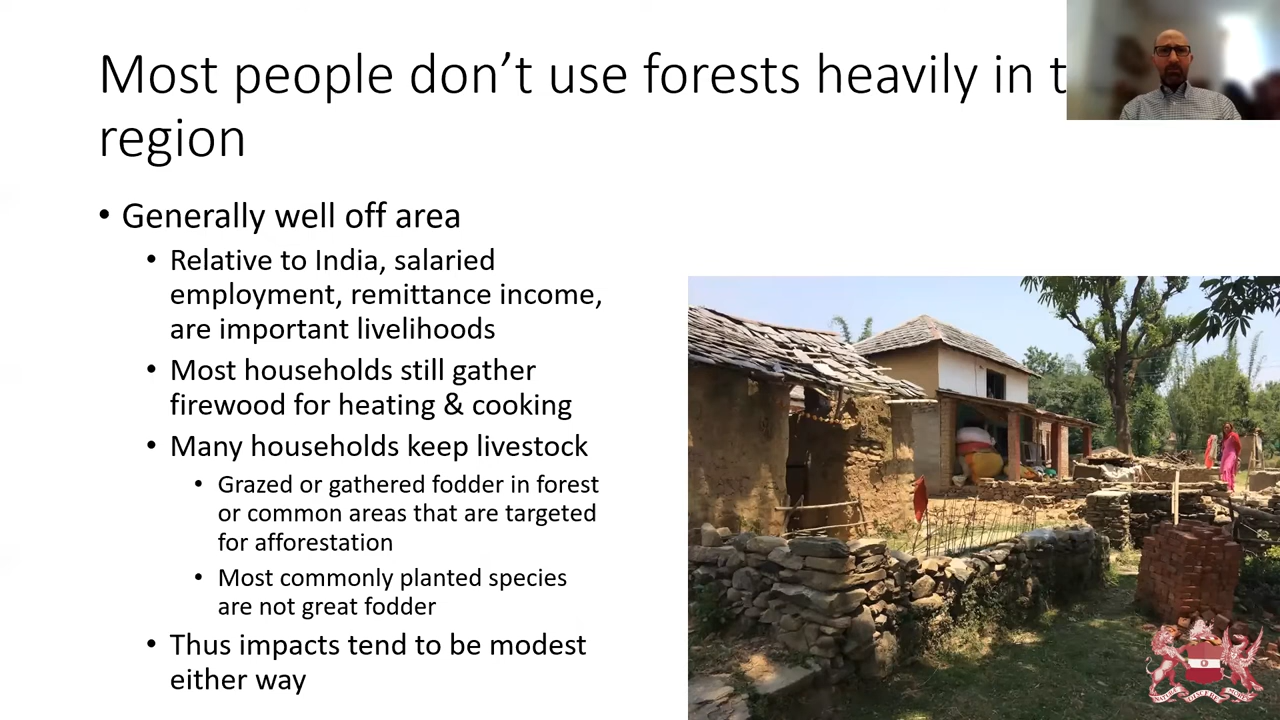 Most people don’t use forests heavily in t
region
• Generally well off area
• Relative to India, salaried
employment, remittance income,
are important livelihoods
• Most households still gather
firewood for heating & cooking
• Many households keep livestock
• Grazed or gathered fodder in forest
or common areas that are targeted
for afforestation
• Most commonly planted species
are not great fodder
• Thus impacts tend to be modest
either way